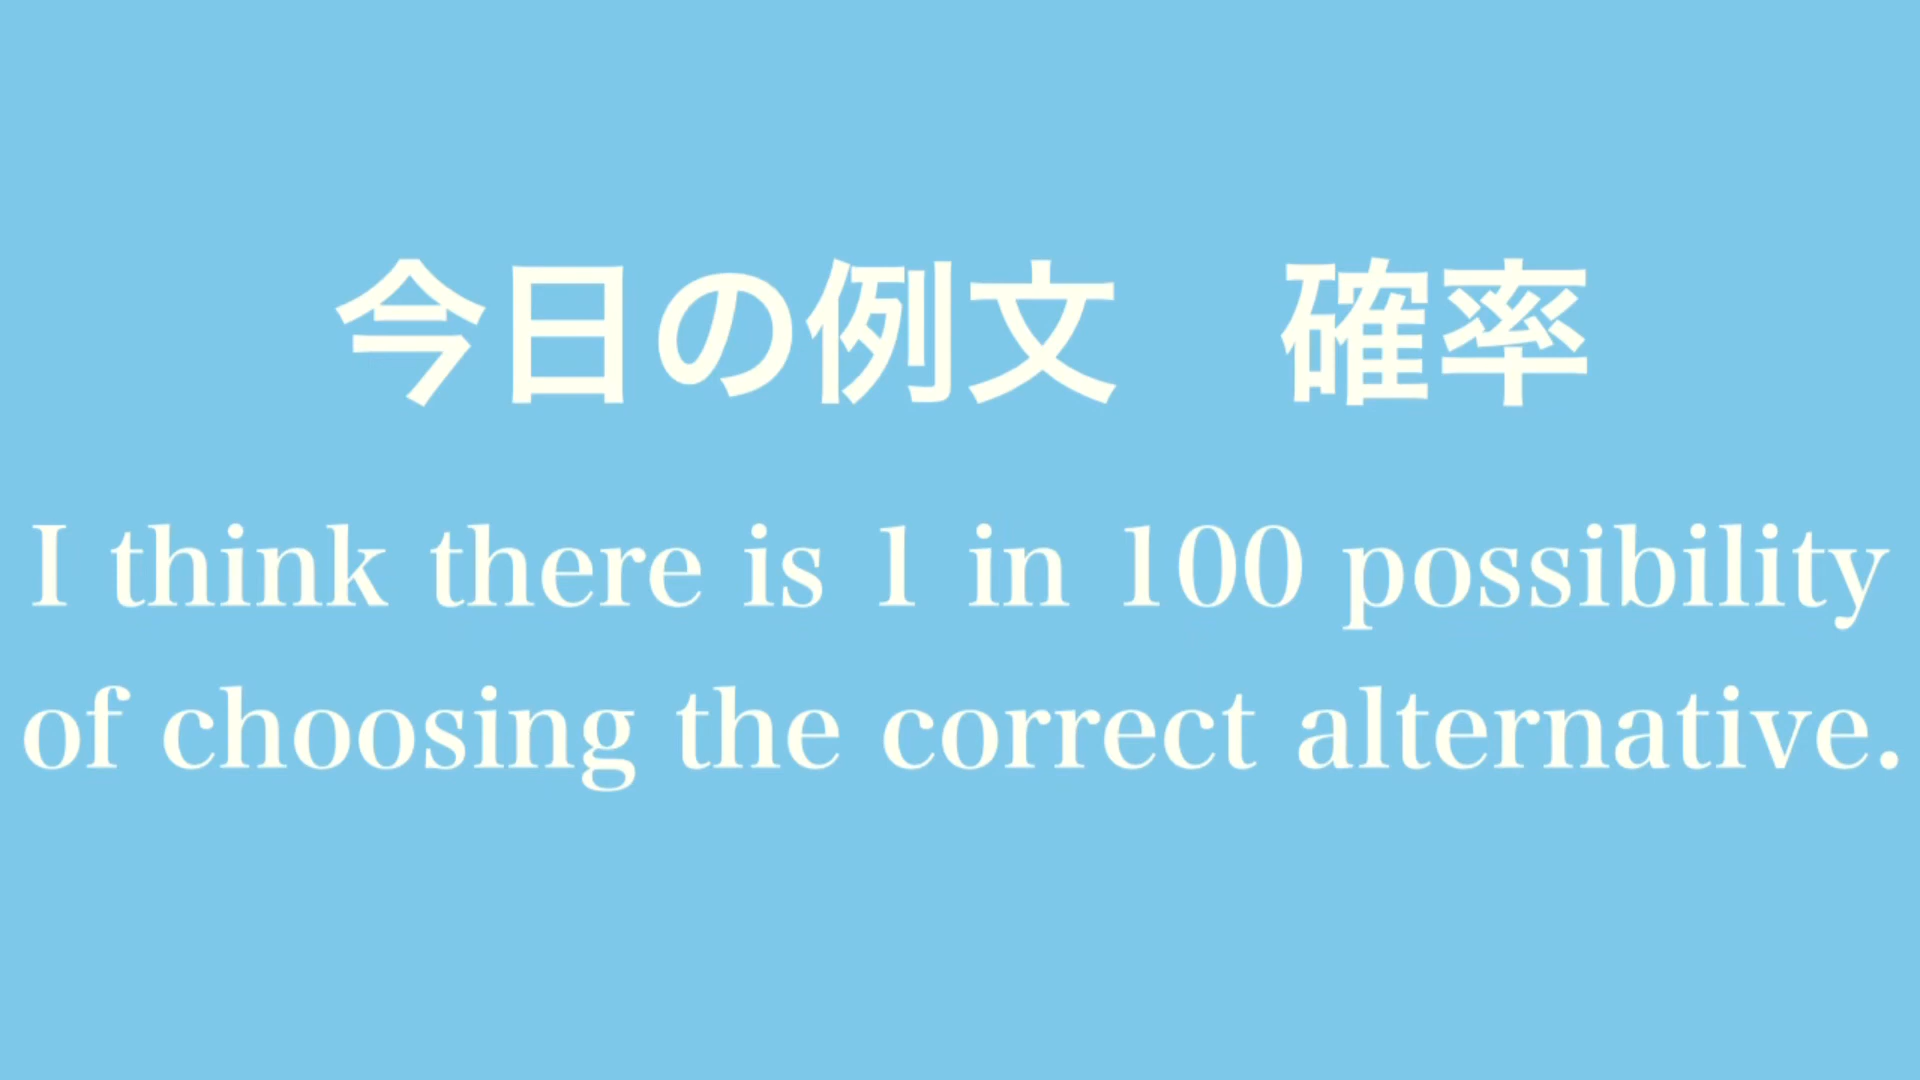 今日の例文　確率
I think there is 1 in 100 possibility
of choosing the correct alternative.